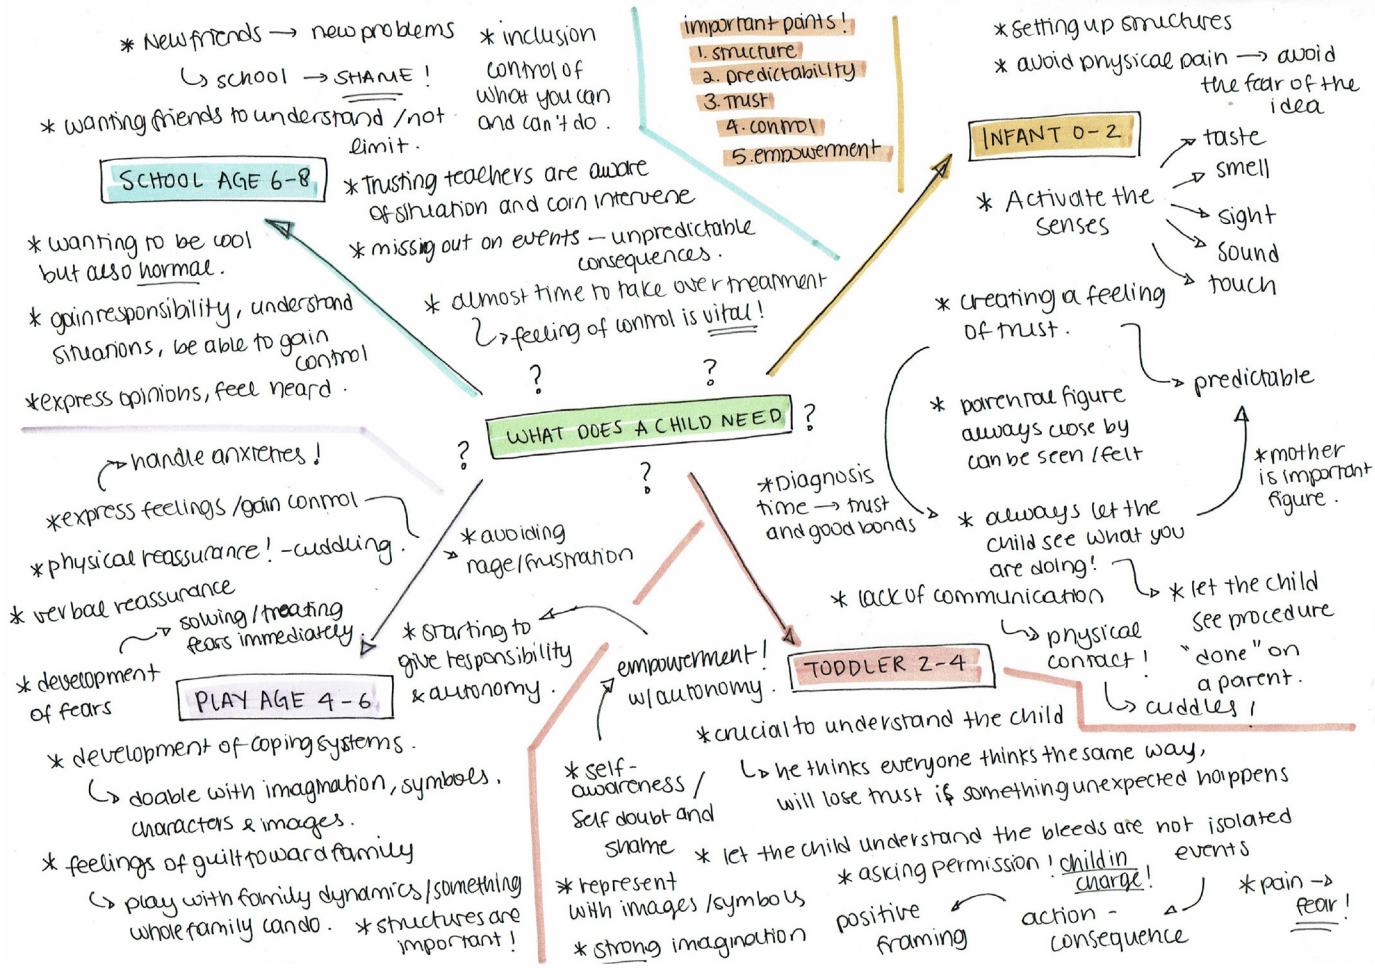 * New friends → new problems
↳ school → SHAME !
* wanting friends to understand / not
limit.
* inclusion
control of
what you can
and can't do.
SCHOOL AGE 6-8
* Trusting teachers are aware
of situation and can intervene
* missig out on events — unpredictable
consequences.
* almost time to take over treatment
↳ feeling of control is vital !
* wanting to be cool
but also normal.
* gain responsibility, understand
situations, be able to gain
control
* express opinions, feel heard.
important points !
1. structure
2. predictability
3. Trust
4. control
5. empowerment
* setting up structures
* avoid physical pain → avoid
the fear of the
idea
INFANT 0-2
* Activate the
senses
taste
smell
sight
sound
touch
* creating a feeling
of trust.
→ predictable
* parental figure
always close by
can be seen / felt
* mother
is important
figure.
* Diagnosis
time → trust
and good bonds
* always let the
child see what you
are doing!
* let the child
see procedure
"done" on
a parent.
* lack of communication
↳ physical
contact !
↳ cuddles !
?
?
WHAT DOES A CHILD NEED
?
?
?
→ handle anxieties !
* express feelings / gain control
* physical reassurance! - cuddling.
* verbal reassurance
→ solving / treating
fears immediately.
* development
of fears
* avoiding
rage/frustration
* starting to
give responsibility
& autonomy.
PLAY AGE 4-6
* development of coping systems.
↳ doable with imagination, symbols,
characters & images.
* feelings of guilt toward family
↳ play with family dynamics / something
whole family can do.
* structures are
important !
empowerment !
w/ autonomy.
TODDLER 2-4
* crucial to understand the child
↳ he thinks everyone thinks the same way,
will lose trust if something unexpected happens
* self-
awareness /
self doubt and
shame
* let the child understand the bleeds are not isolated
events
* represent
with images / symbols
* strong imagination
* asking permission ! child in
charge !
positive
framing
action -
consequence
* pain →
fear !